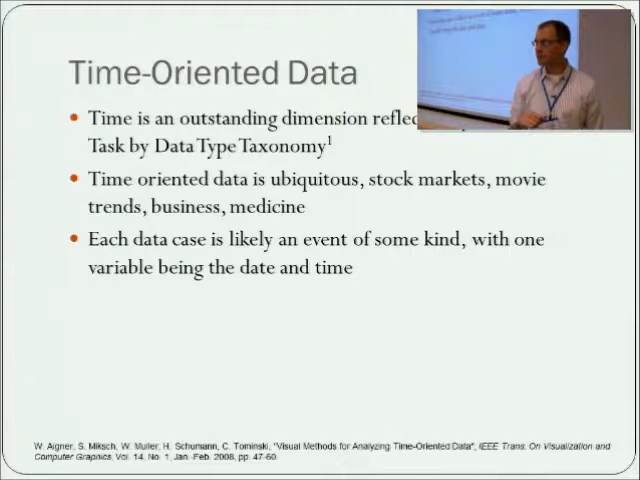 Time-Oriented Data
• Time is an outstanding dimension reflec
Task by Data Type Taxonomy1
• Time oriented data is ubiquitous, stock markets, movie
trends, business, medicine
• Each data case is likely an event of some kind, with one
variable being the date and time
W. Aigner, S. Miksch, W. Muller, H. Schumann, C. Tominski, "Visual Methods for Analyzing Time-Oriented Data", IEEE Trans. On Visualization and
Computer Graphics, Vol. 14, No. 1, Jan.-Feb. 2008, pp. 47-60.